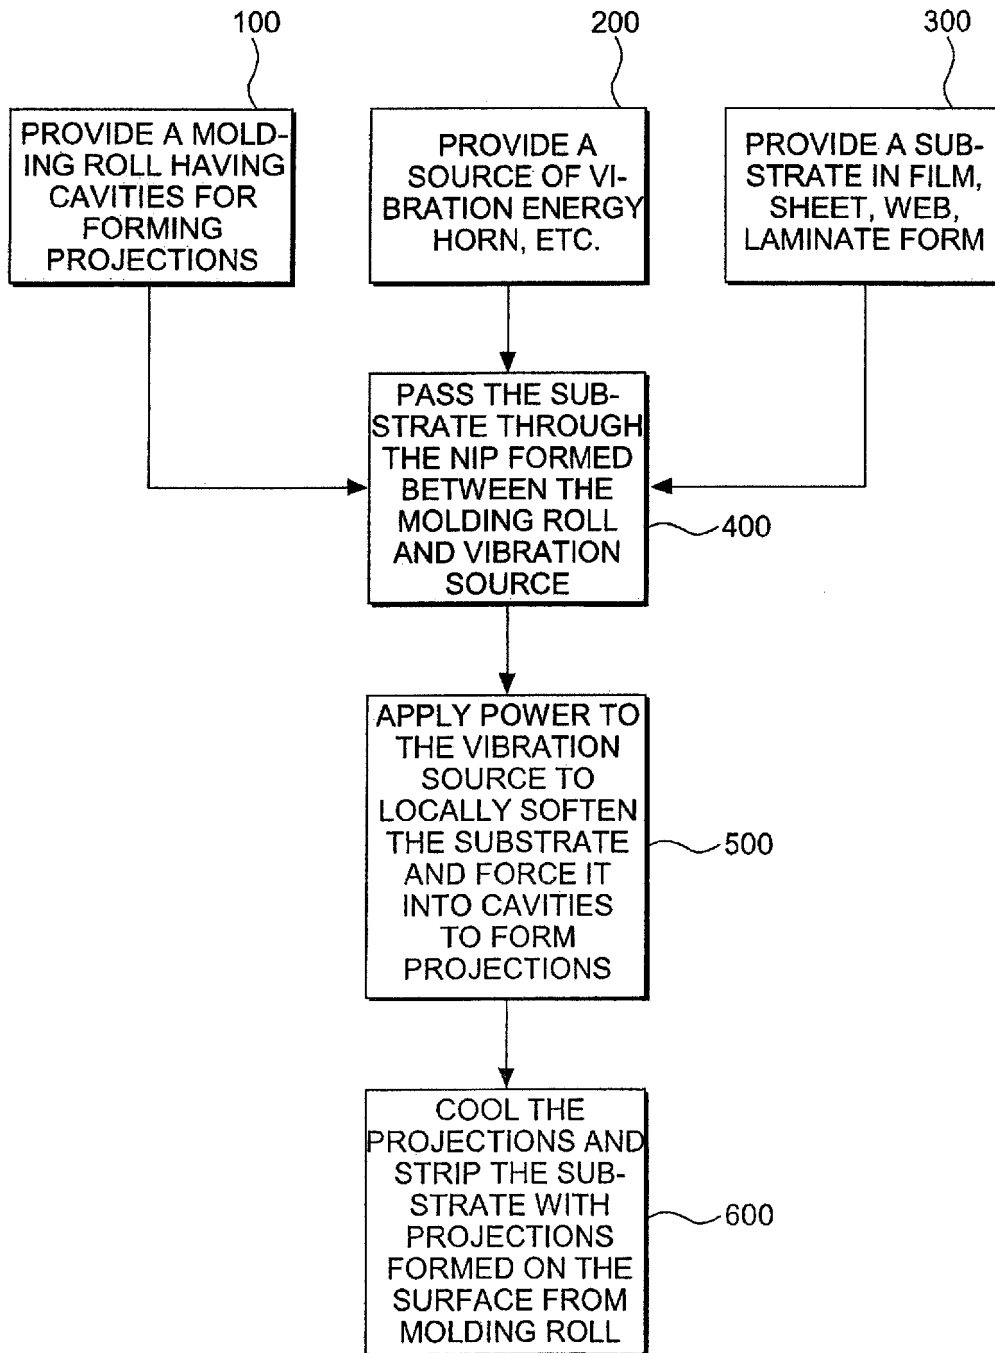 100
200
300
PROVIDE A MOLD-
ING ROLL HAVING
CAVITIES FOR
FORMING
PROJECTIONS
PROVIDE A
SOURCE OF VI-
BRATION ENERGY
HORN, ETC.
PROVIDE A SUB-
STRATE IN FILM,
SHEET, WEB,
LAMINATE FORM
PASS THE SUB-
STRATE THROUGH
THE NIP FORMED
BETWEEN THE
MOLDING ROLL
AND VIBRATION
SOURCE
400
APPLY POWER TO
THE VIBRATION
SOURCE TO
LOCALLY SOFTEN
THE SUBSTRATE
AND FORCE IT
INTO CAVITIES
TO FORM
PROJECTIONS
500
COOL THE
PROJECTIONS AND
STRIP THE SUB-
STRATE WITH
PROJECTIONS
FORMED ON THE
SURFACE FROM
MOLDING ROLL
600